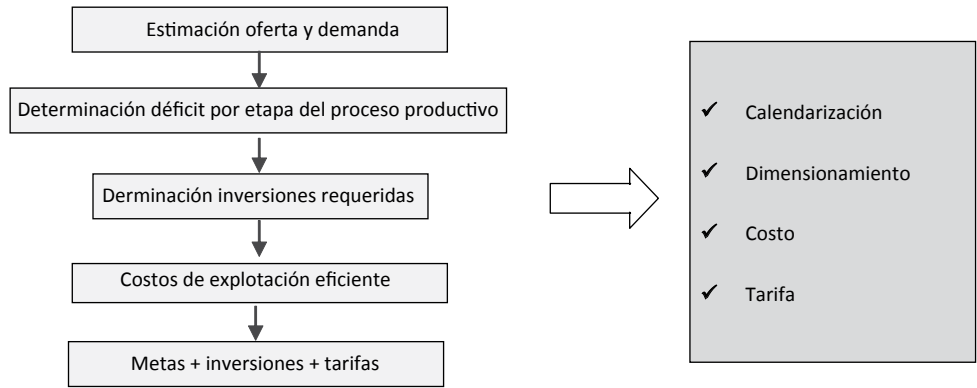 Estimación oferta y demanda
Determinación déficit por etapa del proceso productivo
Derminación inversiones requeridas
Costos de explotación eficiente
Metas + inversiones + tarifas
✓ Calendarización
✓ Dimensionamiento
✓ Costo
✓ Tarifa